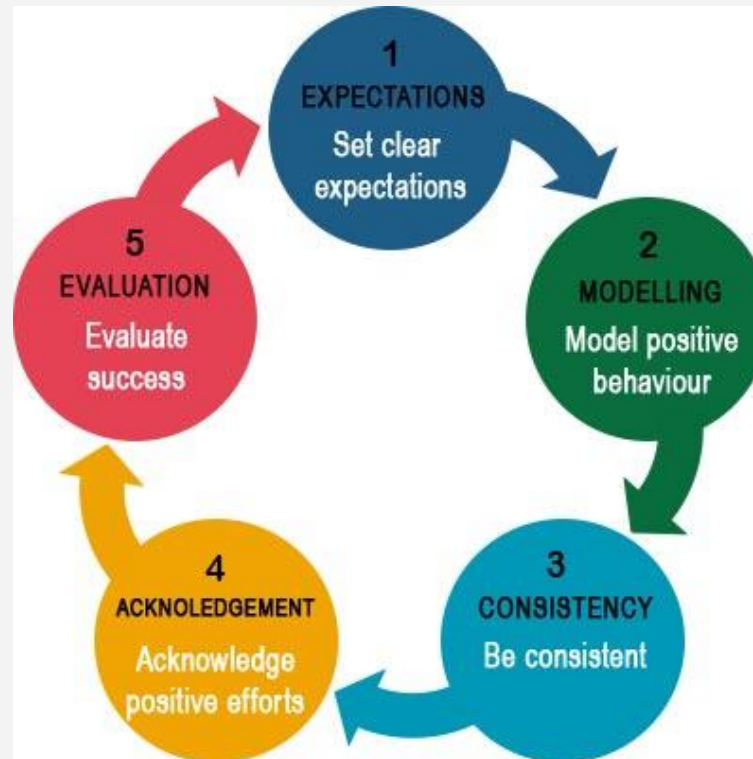 1
EXPECTATIONS
Set clear
expectations
2
MODELLING
Model positive
behaviour
3
CONSISTENCY
Be consistent
4
ACKNOLEDGEMENT
Acknowledge
positive efforts
5
EVALUATION
Evaluate
success